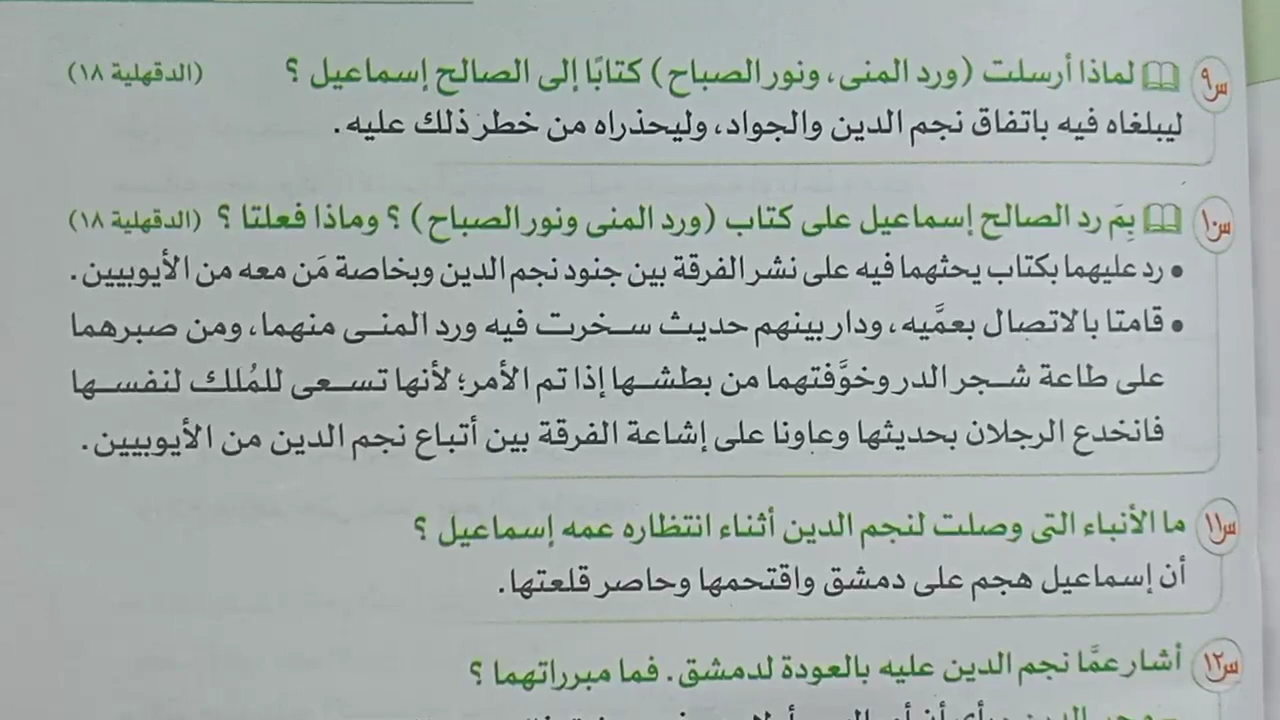 س٩ لماذا أرسلت (ورد المنى، ونور الصباح) كتابًا إلى الصالح إسماعيل ؟ (الدقهلية ١٨)
ليبلغاه فيه باتفاق نجم الدين والجواد، وليحذراه من خطر ذلك عليه.
س١٠ بِمَ رد الصالح إسماعيل على كتاب (ورد المنى ونور الصباح) ؟ وماذا فعلتا ؟ (الدقهلية ١٨)
• رد عليهما بكتاب يحثهما فيه على نشر الفرقة بين جنود نجم الدين وبخاصة مَن معه من الأيوبيين.
• قامتا بالاتصال بعمَّيه، ودار بينهم حديث سخرت فيه ورد المنى منهما، ومن صبرهما
على طاعة شجر الدر وخوَّفتهما من بطشها إذا تم الأمر؛ لأنها تسعى للمُلك لنفسها
فانخدع الرجلان بحديثها وعاونا على إشاعة الفرقة بين أتباع نجم الدين من الأيوبيين.
س١١ ما الأنباء التى وصلت لنجم الدين أثناء انتظاره عمه إسماعيل ؟
أن إسماعيل هجم على دمشق واقتحمها وحاصر قلعتها.
س١٢ أشار عمَّا نجم الدين عليه بالعودة لدمشق. فما مبرراتهما ؟